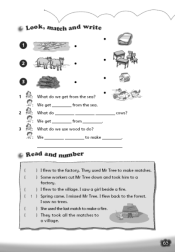 6 Look, match and write
1
2
3
1 What do we get from the sea?
We get ________ from the sea.
2 What do ________ ________ cows?
We get ________ from ________.
3 What do we use wood to do?
We ________ ________ to make ________.
Read and number
( ) I flew to the factory. They used Mr Tree to make matches.
( ) Some workers cut Mr Tree down and took him to a
factory.
( ) I flew to the village. I saw a girl beside a fire.
( ) Spring came. I missed Mr Tree. I flew back to the forest.
I saw no trees.
( ) She used the last match to make a fire.
( ) They took all the matches to
a village.
65